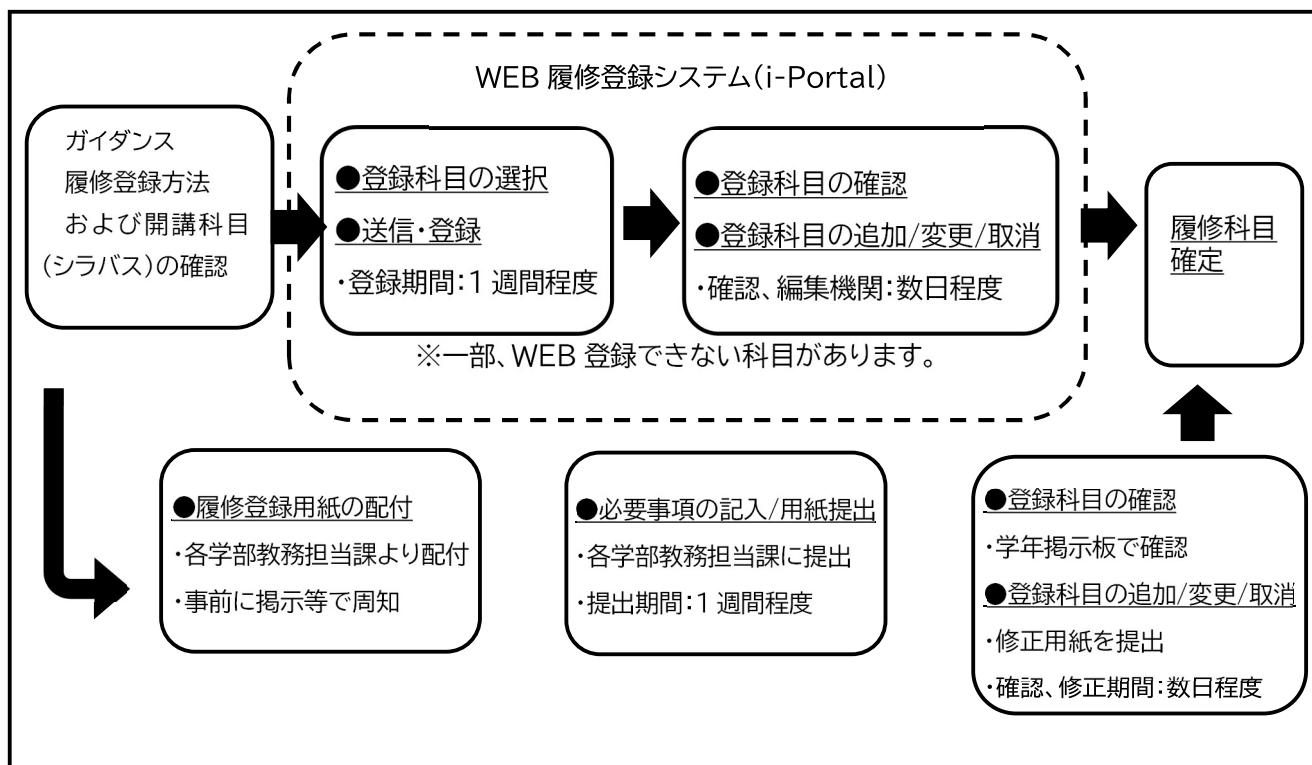 WEB 履修登録システム(i-Portal)
ガイダンス
履修登録方法
および開講科目
(シラバス)の確認
●登録科目の選択
●送信・登録
・登録期間:1 週間程度
●登録科目の確認
●登録科目の追加/変更/取消
・確認、編集機関:数日程度
※一部、WEB 登録できない科目があります。
履修科目
確定
●履修登録用紙の配付
・各学部教務担当課より配付
・事前に掲示等で周知
●必要事項の記入/用紙提出
・各学部教務担当課に提出
・提出期間:1 週間程度
●登録科目の確認
・学年掲示板で確認
●登録科目の追加/変更/取消
・修正用紙を提出
・確認、修正期間:数日程度